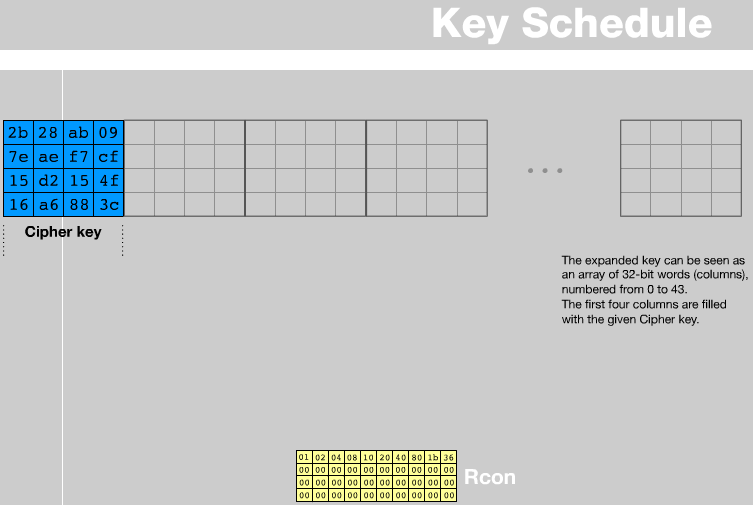 Key Schedule
2b 28 ab 09
7e ae f7 cf
15 d2 15 4f
16 a6 88 3c
Cipher key
The expanded key can be seen as
an array of 32-bit words (columns),
numbered from 0 to 43.
The first four columns are filled
with the given Cipher key.
01 02 04 08 10 20 40 80 1b 36
00 00 00 00 00 00 00 00 00 00
00 00 00 00 00 00 00 00 00 00
00 00 00 00 00 00 00 00 00 00
Rcon